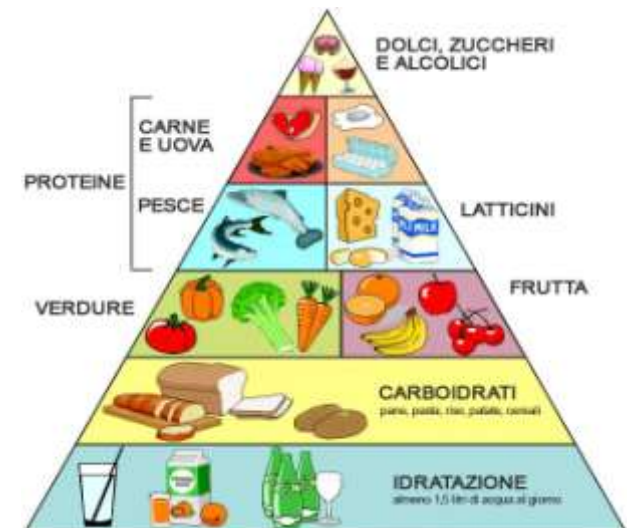 DOLCI, ZUCCHERI
E ALCOLICI
CARNE
E UOVA
PROTEINE
PESCE
LATTICINI
VERDURE
FRUTTA
CARBOIDRATI
pane, pasta, riso, patate, cereali
IDRATAZIONE
almeno 1,5 litri di acqua al giorno
MILK